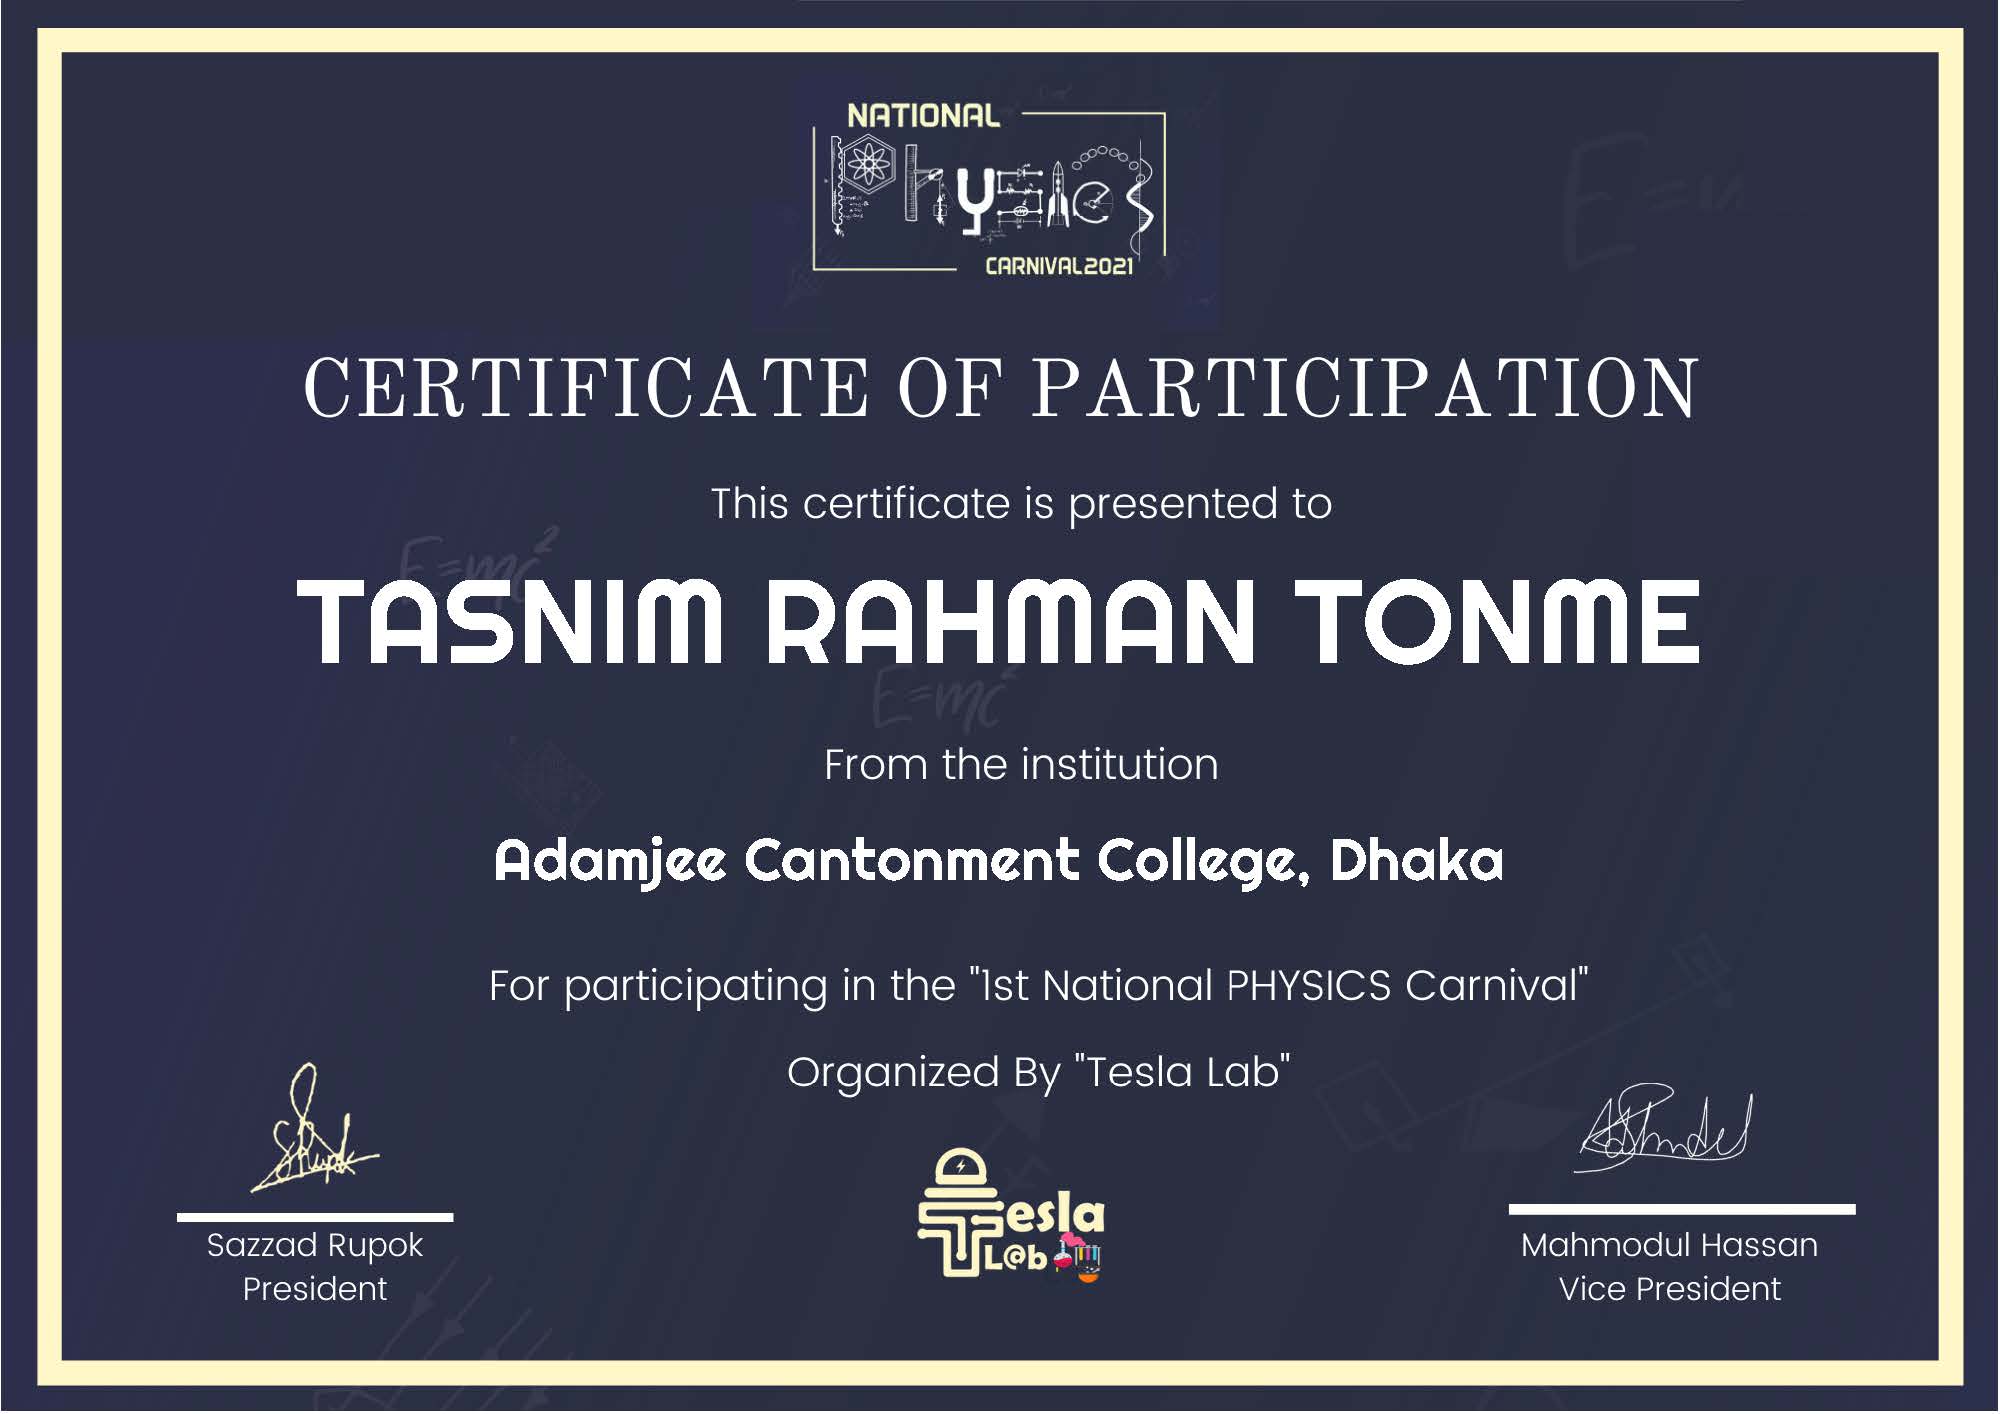 NATIONAL
Physics
CARNIVAL2021
CERTIFICATE OF PARTICIPATION
This certificate is presented to
E=mc²
TASNIM RAHMAN TONME
E=mc²
From the institution
Adamjee Cantonment College, Dhaka
For participating in the "1st National PHYSICS Carnival"
Organized By "Tesla Lab"
Tesla
L@b
Sazzad Rupok
President
Mahmodul Hassan
Vice President